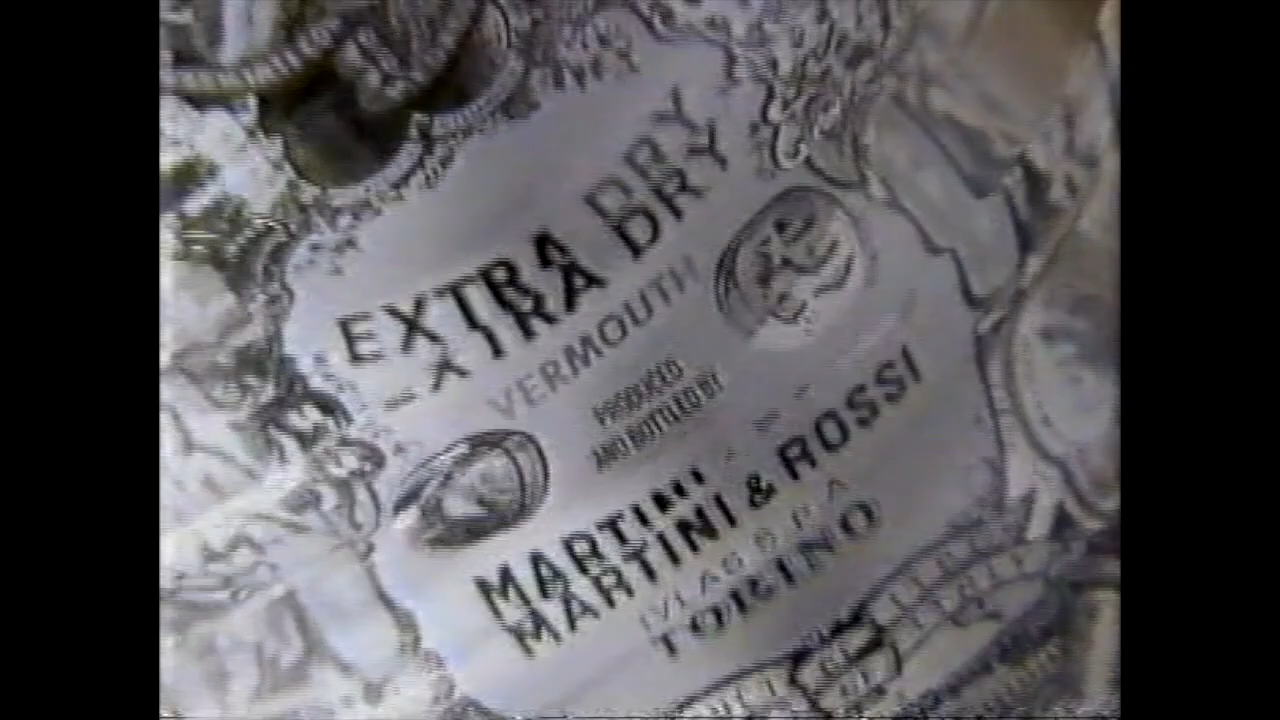 EXTRA DRY
VERMOUTH
PRODUCED
AND BOTTLED BY
MARTINI & ROSSI
TORINO